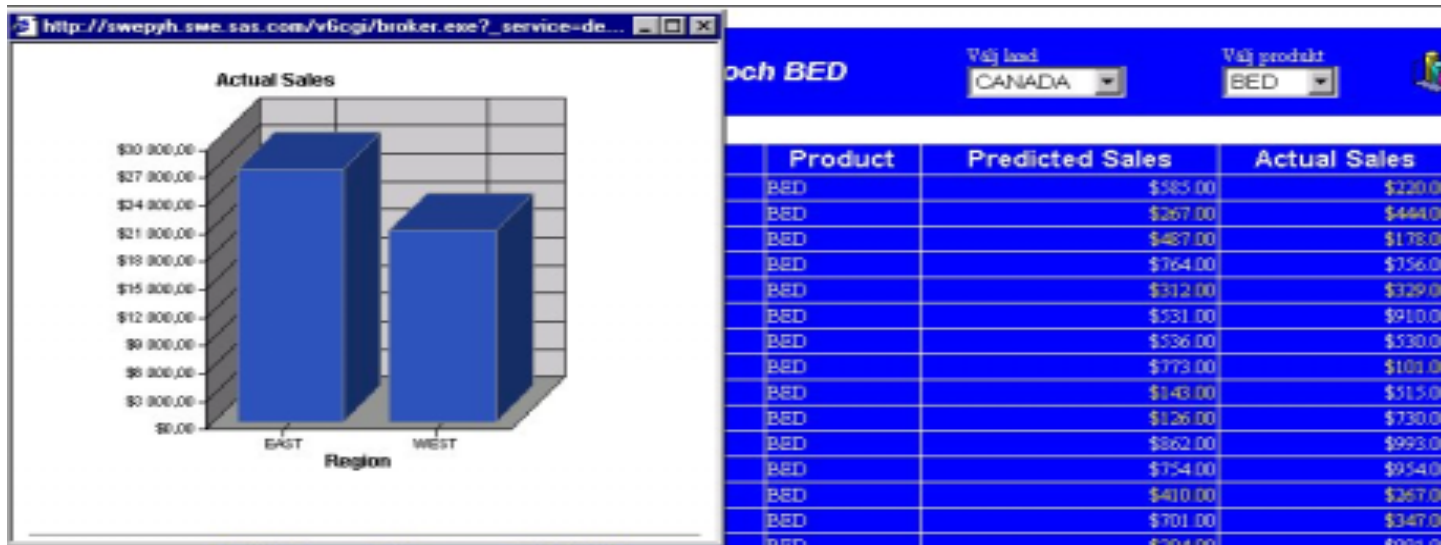 http://swepyh.swe.sas.com/v6cgi/broker.exe?_service=de...
Actual Sales
$30 000,00
$27 000,00
$24 000,00
$21 000,00
$18 000,00
$15 000,00
$12 000,00
$9 000,00
$6 000,00
$3 000,00
$0,00
EAST WEST
Region
och BED
Välj land
CANADA
Välj produkt
BED
Product Predicted Sales Actual Sales
BED $585.00 $220.0
BED $267.00 $444.0
BED $487.00 $178.0
BED $764.00 $756.0
BED $312.00 $329.0
BED $531.00 $910.0
BED $536.00 $530.0
BED $773.00 $101.0
BED $143.00 $515.0
BED $126.00 $730.0
BED $862.00 $993.0
BED $754.00 $954.0
BED $410.00 $267.0
BED $701.00 $347.0
BED